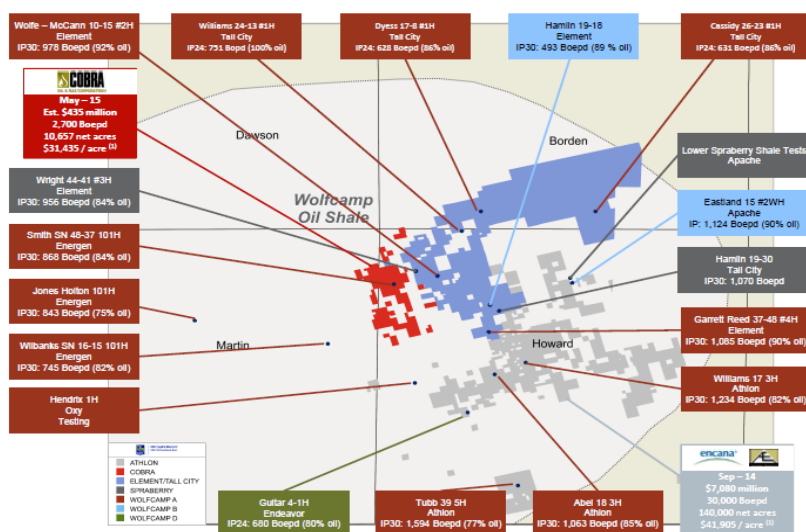 Wolfe – McCann 10-15 #2H
Element
IP30: 978 Boepd (92% oil)
Williams 24-13 #1H
Tall City
IP24: 751 Bopd (100% oil)
Dyess 17-8 #1H
Tall City
IP24: 628 Boepd (86% oil)
Hamlin 19-18
Element
IP30: 493 Boepd (89 % oil)
Cassidy 26-23 #1H
Tall City
IP24: 631 Boepd (86% oil)
COBRA
OIL & GAS CORPORATION
May – 15
Est. $435 million
2,700 Boepd
10,657 net acres
$31,435 / acre (1)
Dawson
Borden
Lower Spraberry Shale Tests
Apache
Wright 44-41 #3H
Element
IP30: 956 Boepd (84% oil)
Wolfcamp
Oil Shale
Eastland 15 #2WH
Apache
IP: 1,124 Boepd (90% oil)
Smith SN 48-37 101H
Energen
IP30: 868 Boepd (84% oil)
Hamlin 19-30
Tall City
IP30: 1,070 Boepd
Jones Holton 101H
Energen
IP30: 843 Boepd (75% oil)
Garrett Reed 37-48 #4H
Element
IP30: 1,085 Boepd (90% oil)
Martin
Howard
Wilbanks SN 16-15 101H
Energen
IP30: 745 Boepd (82% oil)
Williams 17 3H
Athlon
IP30: 1,234 Boepd (82% oil)
Hendrix 1H
Oxy
Testing
ATHLON
COBRA
ELEMENT/TALL CITY
SPRABERRY
WOLFCAMP A
WOLFCAMP B
WOLFCAMP D
Guitar 4-1H
Endeavor
IP24: 680 Boepd (80% oil)
Tubb 39 5H
Athlon
IP30: 1,594 Boepd (77% oil)
Abel 18 3H
Athlon
IP30: 1,063 Boepd (85% oil)
encana
Sep – 14
$7,080 million
30,000 Boepd
140,000 net acres
$41,905 / acre (1)